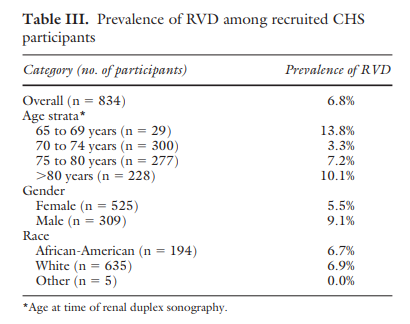 Table III. Prevalence of RVD among recruited CHS
participants
Category (no. of participants) Prevalence of RVD
Overall (n = 834) 6.8%
Age strata*
65 to 69 years (n = 29) 13.8%
70 to 74 years (n = 300) 3.3%
75 to 80 years (n = 277) 7.2%
>80 years (n = 228) 10.1%
Gender
Female (n = 525) 5.5%
Male (n = 309) 9.1%
Race
African-American (n = 194) 6.7%
White (n = 635) 6.9%
Other (n = 5) 0.0%
*Age at time of renal duplex sonography.